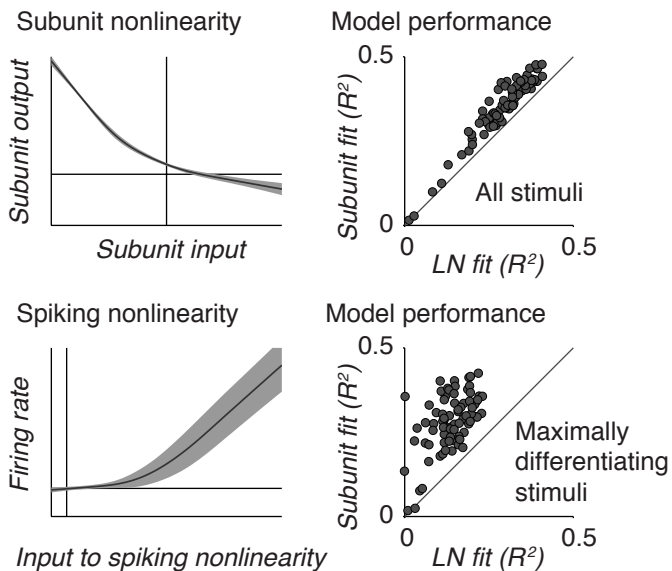 Subunit nonlinearity
Subunit output
Subunit input
Model performance
0.5
Subunit fit (R²)
0
All stimuli
0
0.5
LN fit (R²)
Spiking nonlinearity
Firing rate
Input to spiking nonlinearity
Model performance
0.5
Subunit fit (R²)
0
Maximally
differentiating
stimuli
0
0.5
LN fit (R²)